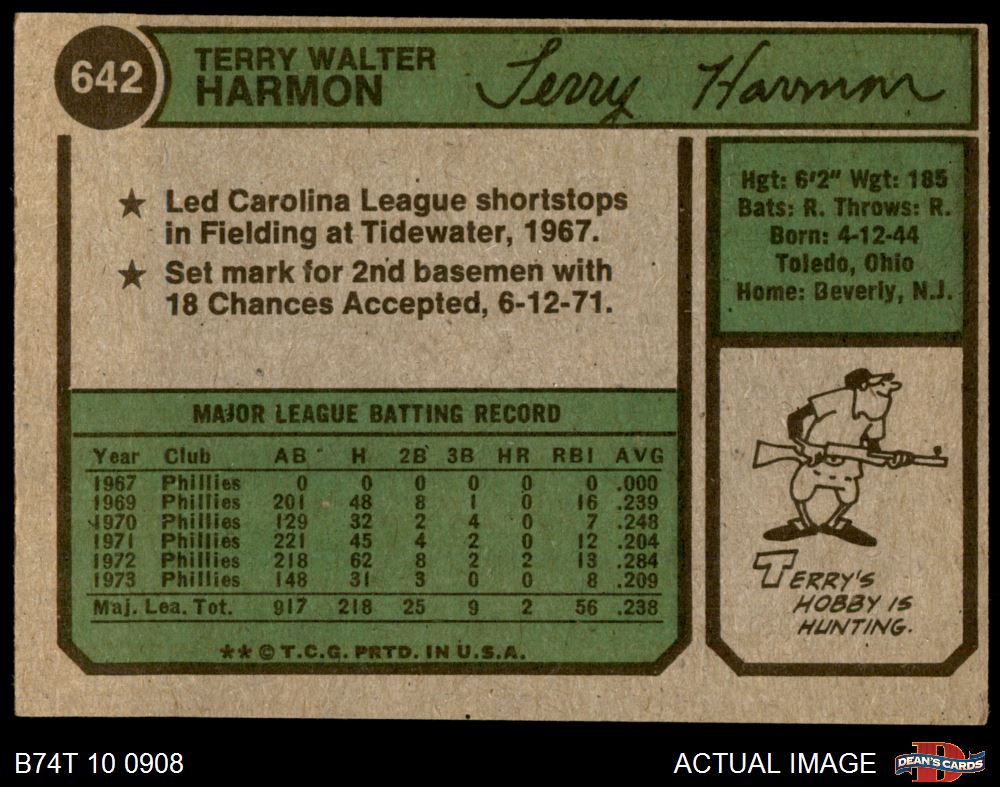 642
TERRY WALTER
HARMON
Terry Harmon
★ Led Carolina League shortstops
in Fielding at Tidewater, 1967.
★ Set mark for 2nd basemen with
18 Chances Accepted, 6-12-71.
Hgt: 6'2" Wgt: 185
Bats: R. Throws: R.
Born: 4-12-44
Toledo, Ohio
Home: Beverly, N.J.
MAJOR LEAGUE BATTING RECORD
Year Club AB H 2B 3B HR RBI AVG
1967 Phillies 0 0 0 0 0 0 .000
1969 Phillies 201 48 8 1 0 16 .239
1970 Phillies 129 32 2 4 0 7 .248
1971 Phillies 221 45 4 2 0 12 .204
1972 Phillies 218 62 8 2 2 13 .284
1973 Phillies 148 31 3 0 0 8 .209
Maj. Lea. Tot. 917 218 25 9 2 56 .238
** © T.C.G. PRTD. IN U.S.A.
TERRY'S
HOBBY IS
HUNTING.
B74T 10 0908
ACTUAL IMAGE
DEAN'S CARDS